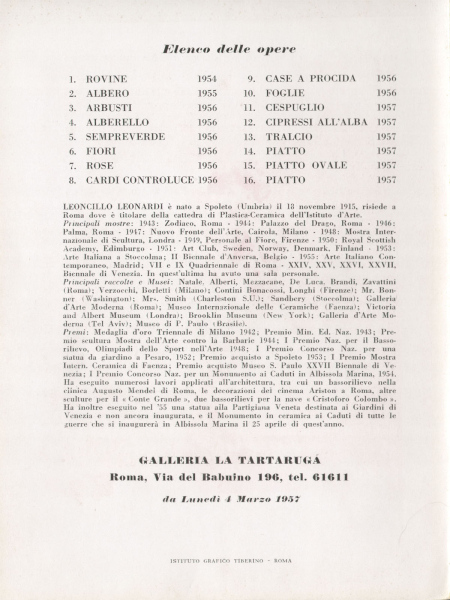 Elenco delle opere
1. ROVINE 1954
2. ALBERO 1955
3. ARBUSTI 1956
4. ALBERELLO 1956
5. SEMPREVERDE 1956
6. FIORI 1956
7. ROSE 1956
8. CARDI CONTROLUCE 1956
9. CASE A PROCIDA 1956
10. FOGLIE 1956
11. CESPUGLIO 1957
12. CIPRESSI ALL'ALBA 1957
13. TRALCIO 1957
14. PIATTO 1957
15. PIATTO OVALE 1957
16. PIATTO 1957
LEONCILLO LEONARDI è nato a Spoleto (Umbria) il 18 novembre 1915, risiede a
Roma dove è titolare della cattedra di Plastica-Ceramica dell'Istituto d'Arte.
Principali mostre: 1943: Zodiaco, Roma - 1944: Palazzo del Drago, Roma - 1946:
Palma, Roma - 1947: Nuovo Fronte dell'Arte, Cairola, Milano - 1948: Mostra Inter-
nazionale di Scultura, Londra - 1949, Personale al Fiore, Firenze - 1950: Royal Scottish
Academy, Edimburgo - 1951: Art Club, Sweden, Norway, Denmark, Finland - 1953:
Arte Italiana a Stoccolma; II Biennale d'Anversa, Belgio - 1955: Arte Italiano Con-
temporaneo, Madrid; VII e IX Quadriennale di Roma - XXIV, XXV, XXVI, XXVII,
Biennale di Venezia. In quest'ultima ha avuto una sala personale.
Principali raccolte e Musei: Natale, Alberti, Mezzacane, De Luca, Brandi, Zavattini
(Roma); Verzocchi, Borletti (Milano); Contini Bonacossi, Longhi (Firenze); Mr. Bon-
ner (Washington); Mrs. Smith (Charleston S.U.); Sandbery (Stoccolma); Galleria
d'Arte Moderna (Roma); Museo Internazionale delle Ceramiche (Faenza); Victoria
and Albert Museum (Londra); Brooklin Museum (New York); Galleria d'Arte Mo-
derna (Tel Aviv); Museo di P. Paulo (Brasile).
Premi: Medaglia d'oro Triennale di Milano 1942; Premio Min. Ed. Naz. 1943; Pre-
mio scultura Mostra dell'Arte contro la Barbarie 1944; I Premio Naz. per il Basso-
rilievo, Olimpiadi dello Sport nell'Arte 1948; I Premio Concorso Naz. per una
statua da giardino a Pesaro, 1952; Premio acquisto a Spoleto 1953; I Premio Mostra
Intern. Ceramica di Faenza; Premio acquisto Museo S. Paulo XXVII Biennale di Ve-
nezia; I Premio Concorso Naz. per un Monumento ai Caduti in Albissola Marina, 1954.
Ha eseguito numerosi lavori applicati all'architettura, tra cui un bassorilievo nella
clinica Augusto Mendel di Roma, le decorazioni dei cinema Ariston a Roma, altre
sculture per il « Conte Grande », due bassorilievi per la nave « Cristoforo Colombo ».
Ha inoltre eseguito nel '55 una statua alla Partigiana Veneta destinata ai Giardini di
Venezia e non ancora inaugurata, e il Monumento in ceramica ai Caduti di tutte le
guerre che si inaugurerà in Albissola Marina il 25 aprile di quest'anno.
GALLERIA LA TARTARUGA
Roma, Via del Babuino 196, tel. 61611
da Lunedì 4 Marzo 1957
ISTITUTO GRAFICO TIBERINO - ROMA